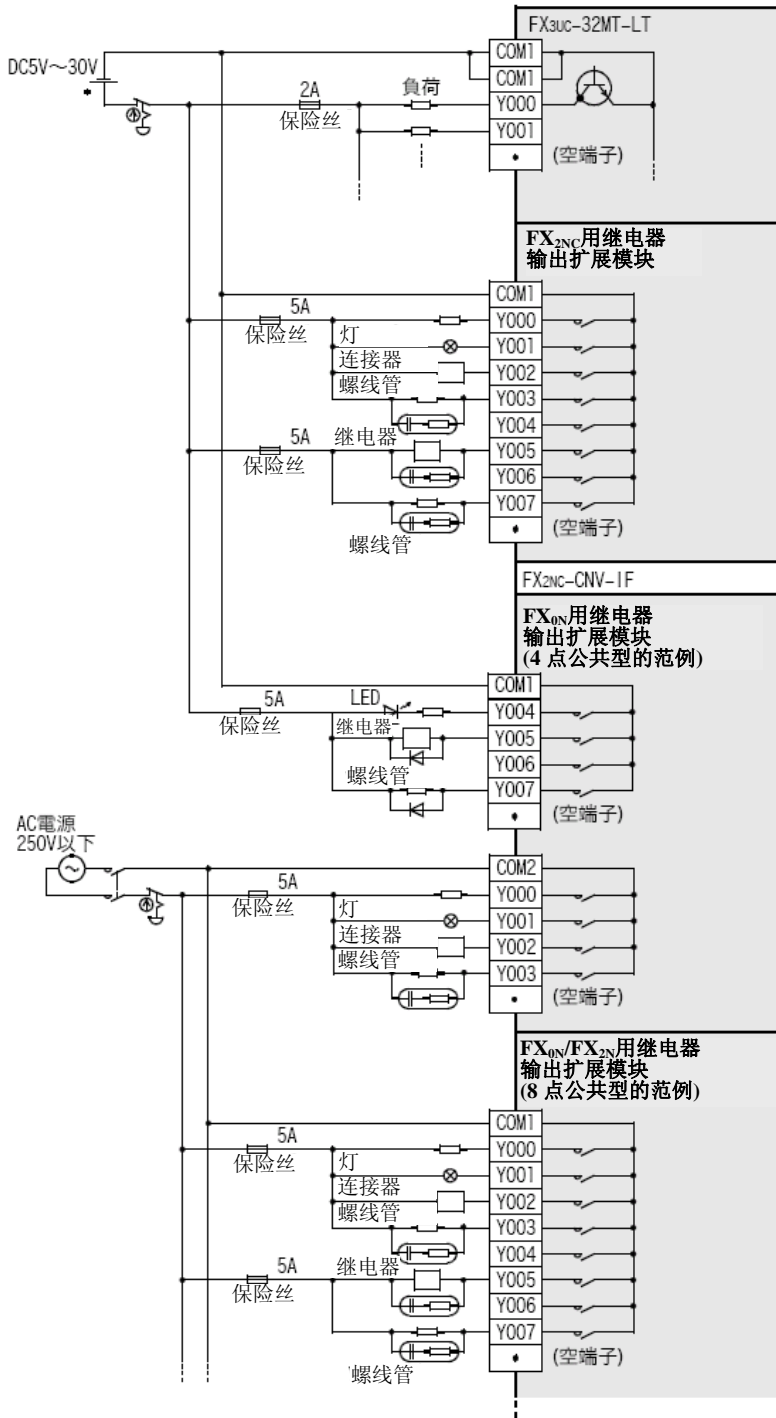 FX3UC-32MT-LT
DC5V～30V
COM1
COM1
2A
負荷
Y000
保险丝
Y001
(空端子)
FX2NC用继电器
输出扩展模块
COM1
5A
Y000
保险丝
灯
Y001
连接器
Y002
螺线管
Y003
Y004
5A
继电器
Y005
保险丝
Y006
Y007
(空端子)
螺线管
FX2NC-CNV-IF
FX0N用继电器
输出扩展模块
(4 点公共型的范例)
COM1
5A
LED
Y004
保险丝
继电器
Y005
Y006
螺线管
Y007
(空端子)
AC電源
250V以下
COM2
5A
Y000
保险丝
灯
Y001
连接器
Y002
螺线管
Y003
(空端子)
FX0N/FX2N用继电器
输出扩展模块
(8 点公共型的范例)
COM1
5A
Y000
保险丝
灯
Y001
连接器
Y002
螺线管
Y003
Y004
5A
继电器
Y005
保险丝
Y006
Y007
(空端子)
螺线管